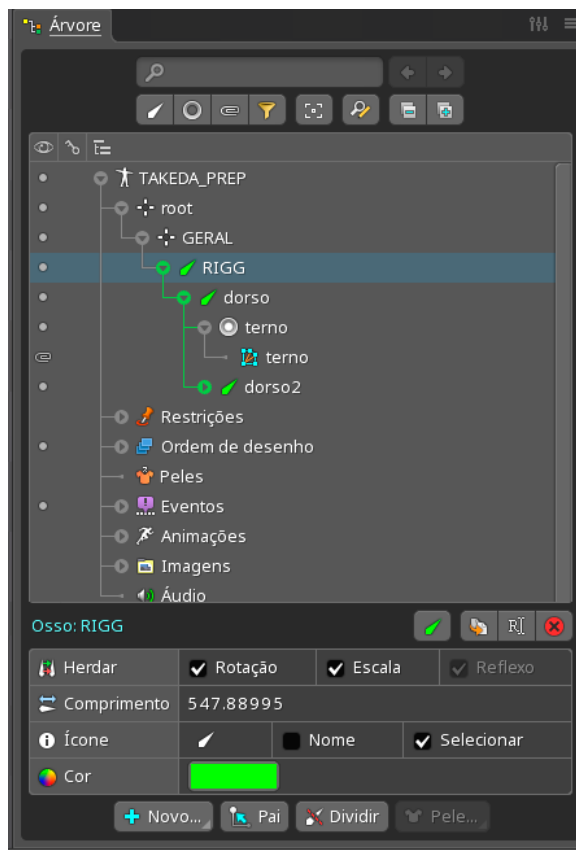 Árvore
TAKEDA_PREP
root
GERAL
RIGG
dorso
terno
terno
dorso2
Restrições
Ordem de desenho
Peles
Eventos
Animações
Imagens
Áudio
Osso: RIGG
Herdar Rotação Escala Reflexo
Comprimento 547.88995
Ícone Nome Selecionar
Cor
Novo... Pai Dividir Pele...